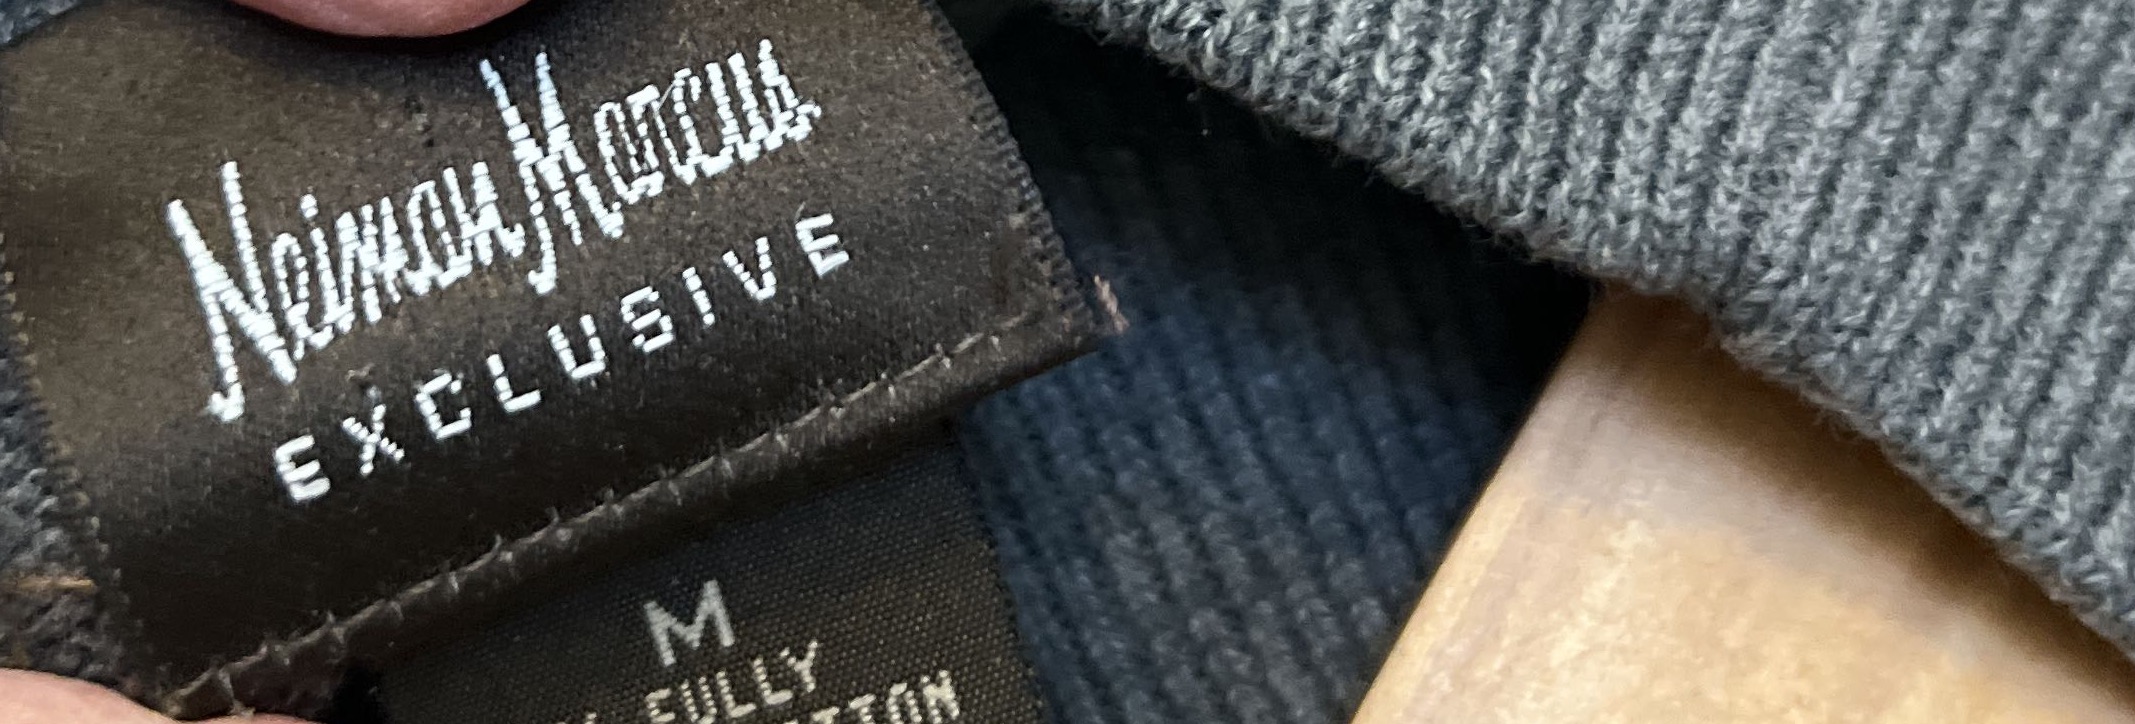 Neiman Marcus
EXCLUSIVE
M
FULLY